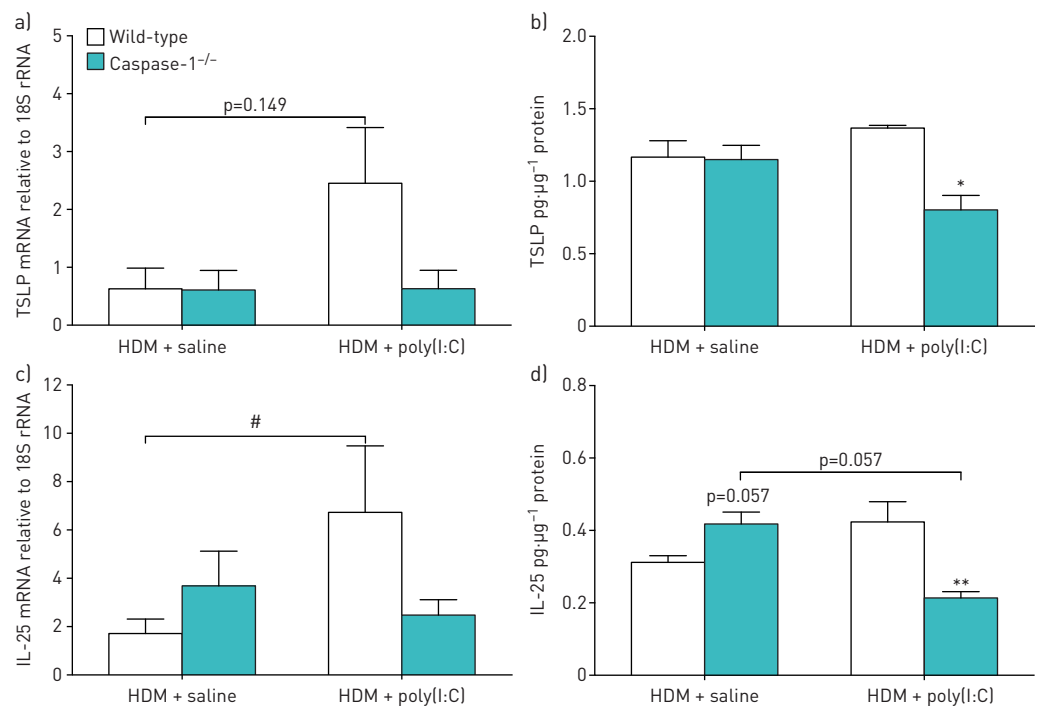 a)
Wild-type
Caspase-1⁻/⁻
TSLP mRNA relative to 18S rRNA
5
4
3
2
1
0
p=0.149
HDM + saline
HDM + poly(I:C)
b)
TSLP pg·µg⁻¹ protein
2.0
1.5
1.0
0.5
0
*
HDM + saline
HDM + poly(I:C)
c)
IL-25 mRNA relative to 18S rRNA
12
10
8
6
4
2
0
#
HDM + saline
HDM + poly(I:C)
d)
IL-25 pg·µg⁻¹ protein
0.8
0.6
0.4
0.2
0
p=0.057
p=0.057
**
HDM + saline
HDM + poly(I:C)